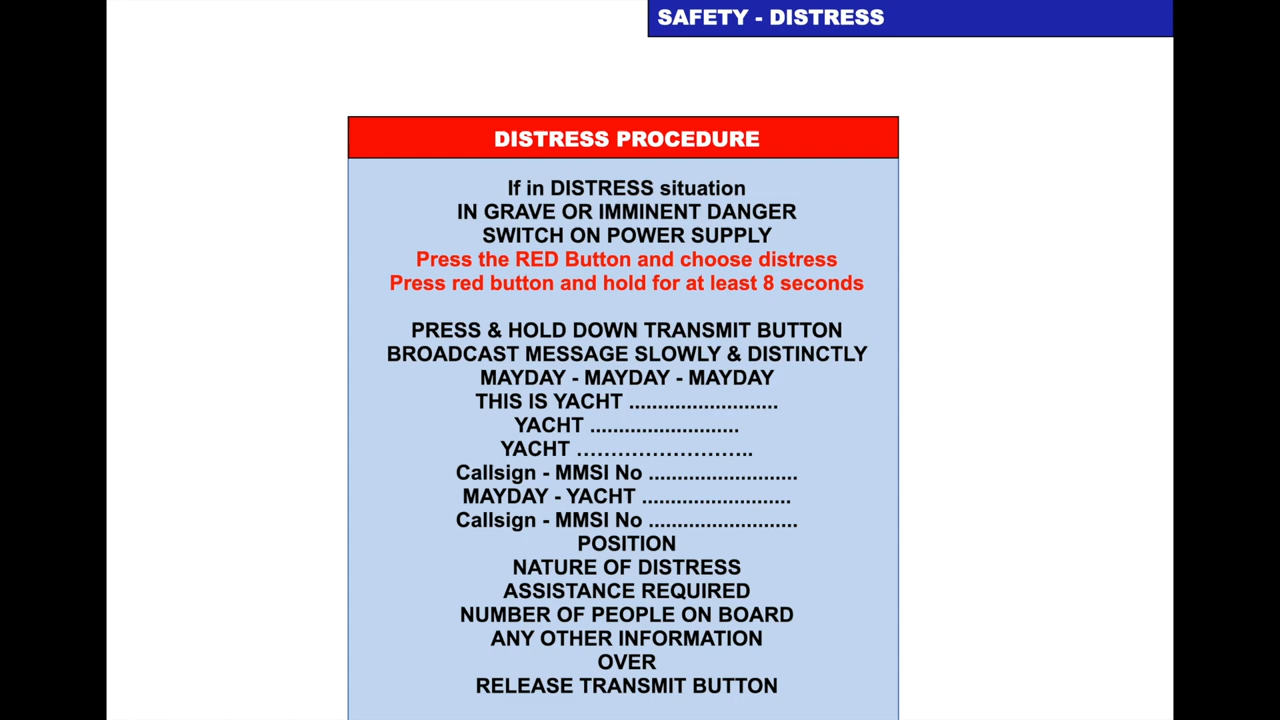 SAFETY - DISTRESS
DISTRESS PROCEDURE
If in DISTRESS situation
IN GRAVE OR IMMINENT DANGER
SWITCH ON POWER SUPPLY
Press the RED Button and choose distress
Press red button and hold for at least 8 seconds
PRESS & HOLD DOWN TRANSMIT BUTTON
BROADCAST MESSAGE SLOWLY & DISTINCTLY
MAYDAY - MAYDAY - MAYDAY
THIS IS YACHT ..........................
YACHT ..........................
YACHT ……………………..
Callsign - MMSI No ..........................
MAYDAY - YACHT ..........................
Callsign - MMSI No ..........................
POSITION
NATURE OF DISTRESS
ASSISTANCE REQUIRED
NUMBER OF PEOPLE ON BOARD
ANY OTHER INFORMATION
OVER
RELEASE TRANSMIT BUTTON